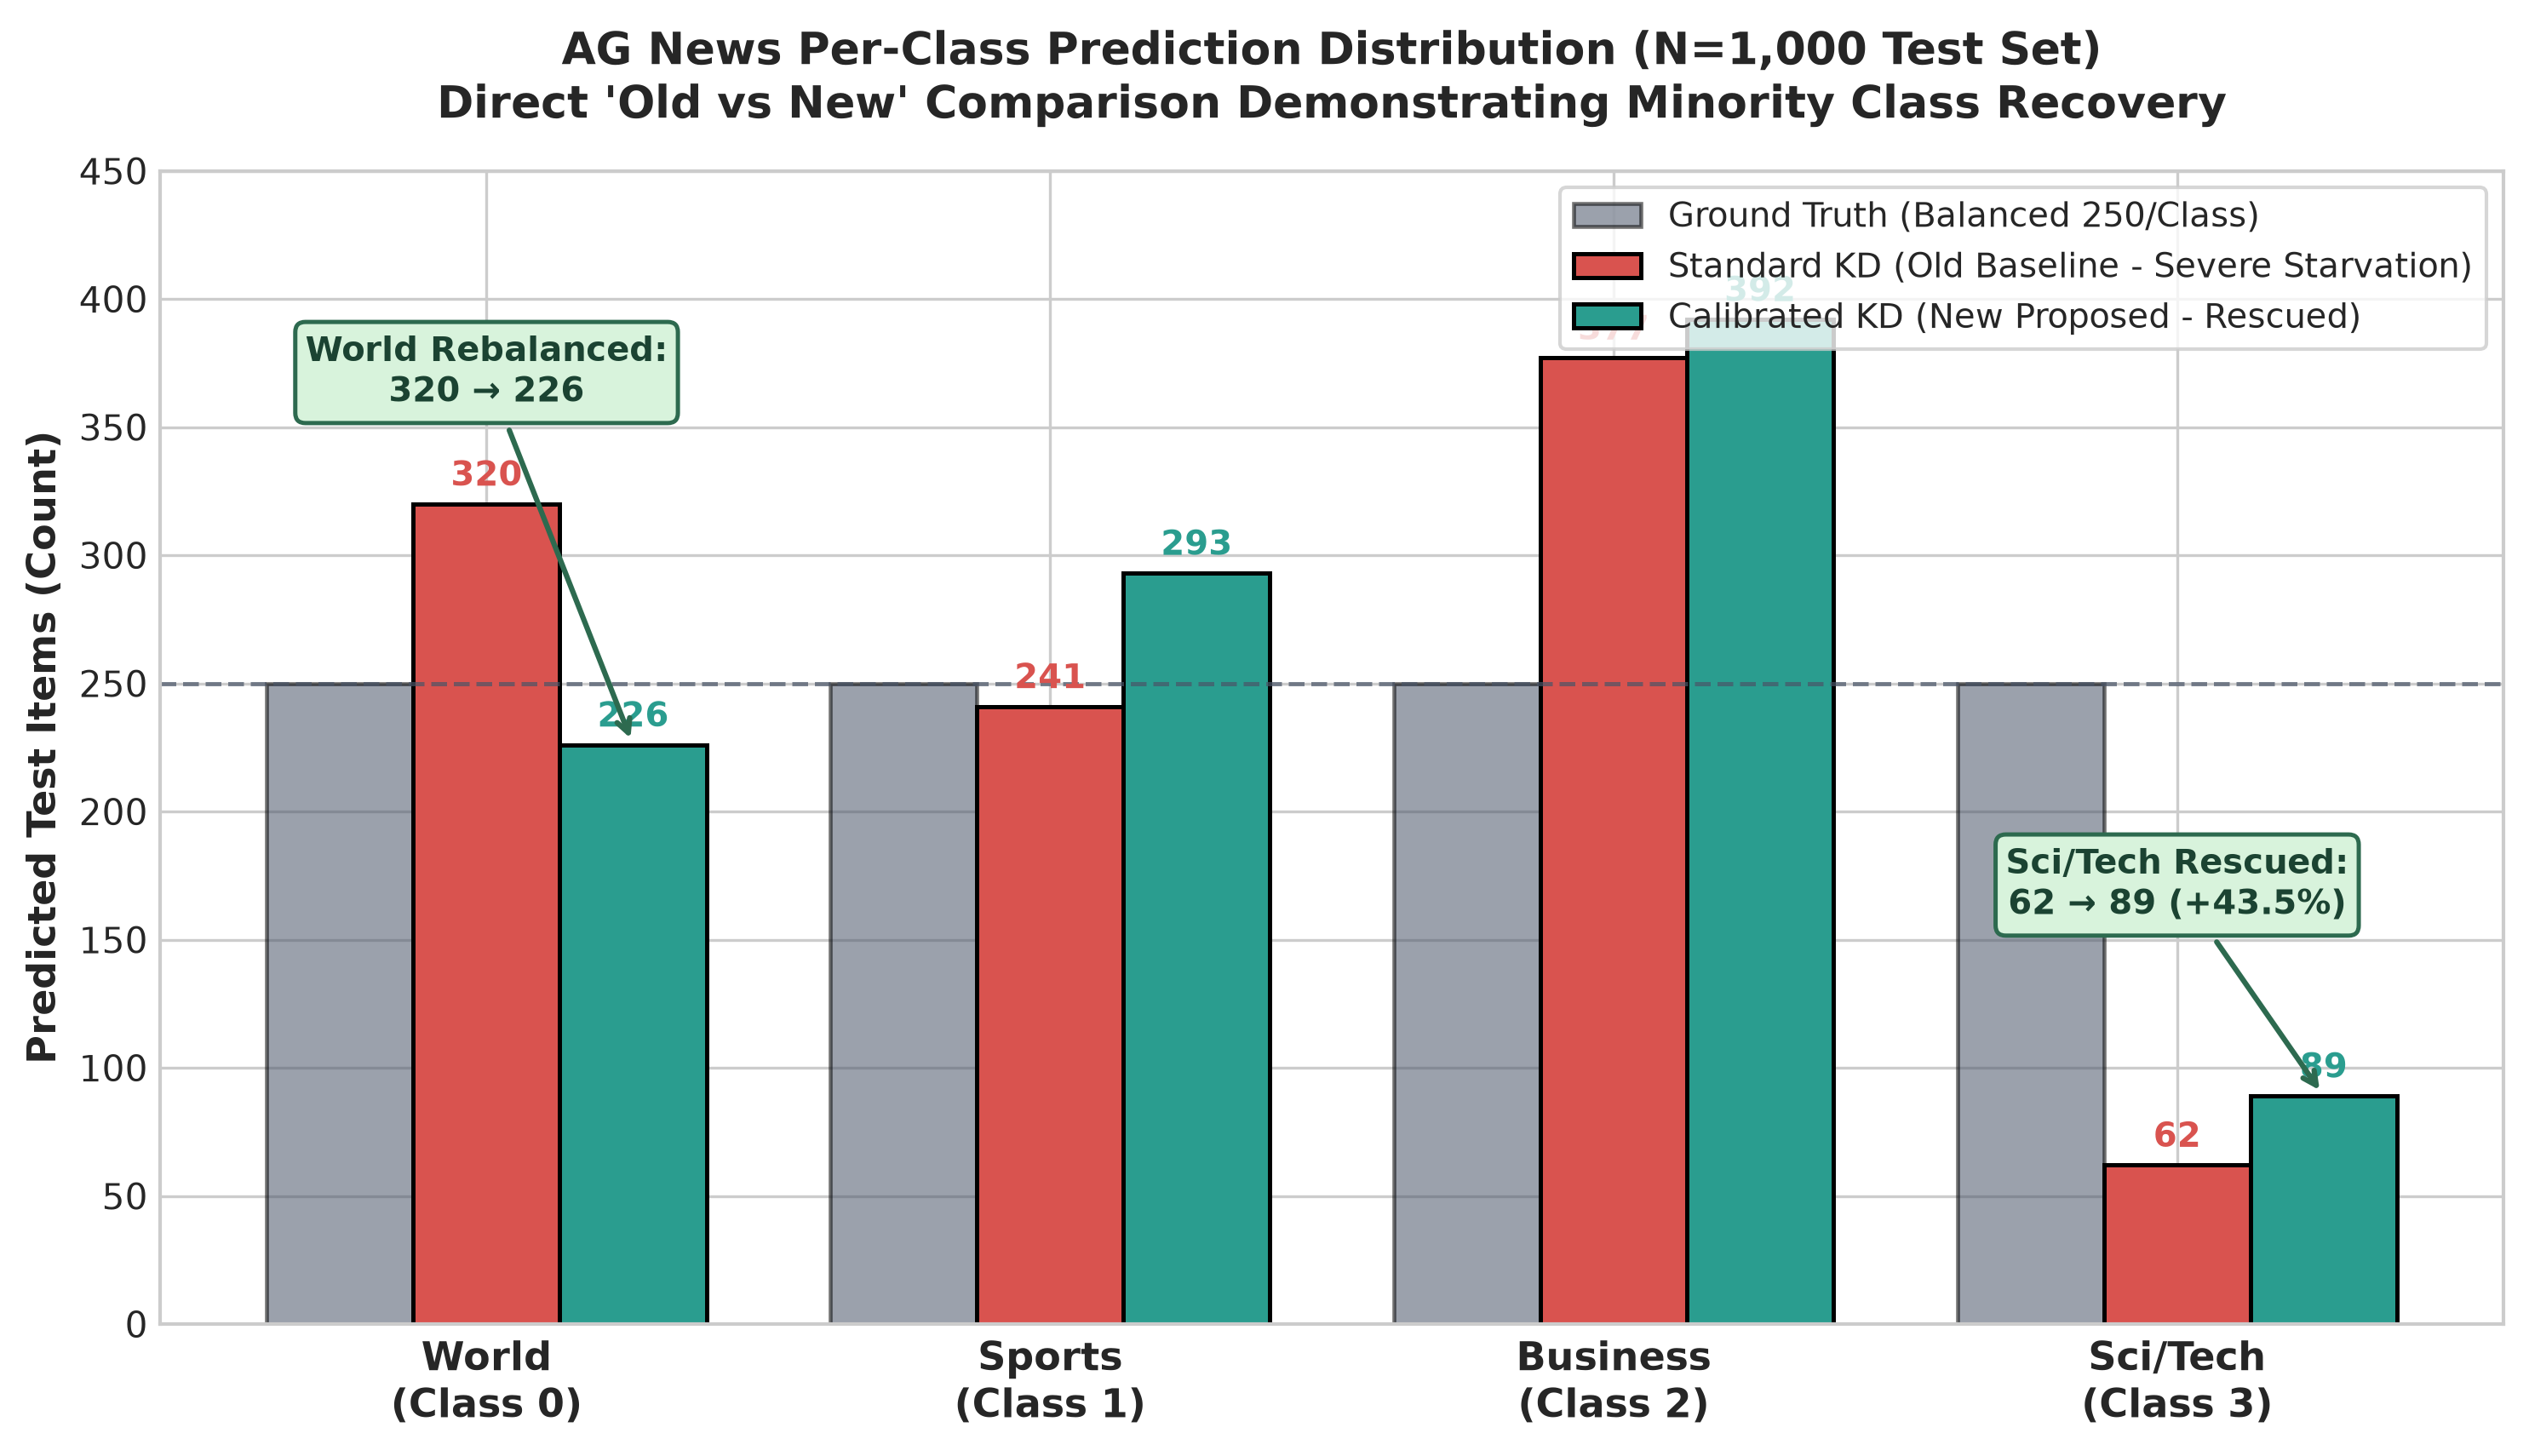 AG News Per-Class Prediction Distribution (N=1,000 Test Set)
Direct 'Old vs New' Comparison Demonstrating Minority Class Recovery
Predicted Test Items (Count)
450
400
350
300
250
200
150
100
50
0
Ground Truth (Balanced 250/Class)
Standard KD (Old Baseline - Severe Starvation)
Calibrated KD (New Proposed - Rescued)
World Rebalanced:
320 → 226
320
226
241
293
377
392
Sci/Tech Rescued:
62 → 89 (+43.5%)
62
89
World
(Class 0)
Sports
(Class 1)
Business
(Class 2)
Sci/Tech
(Class 3)